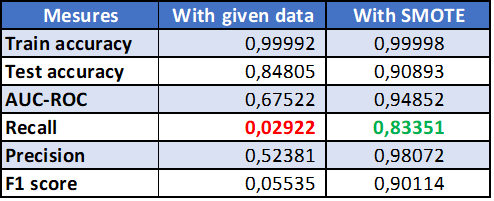 Mesures With given data With SMOTE
Train accuracy 0,99992 0,99998
Test accuracy 0,84805 0,90893
AUC-ROC 0,67522 0,94852
Recall 0,02922 0,83351
Precision 0,52381 0,98072
F1 score 0,05535 0,90114